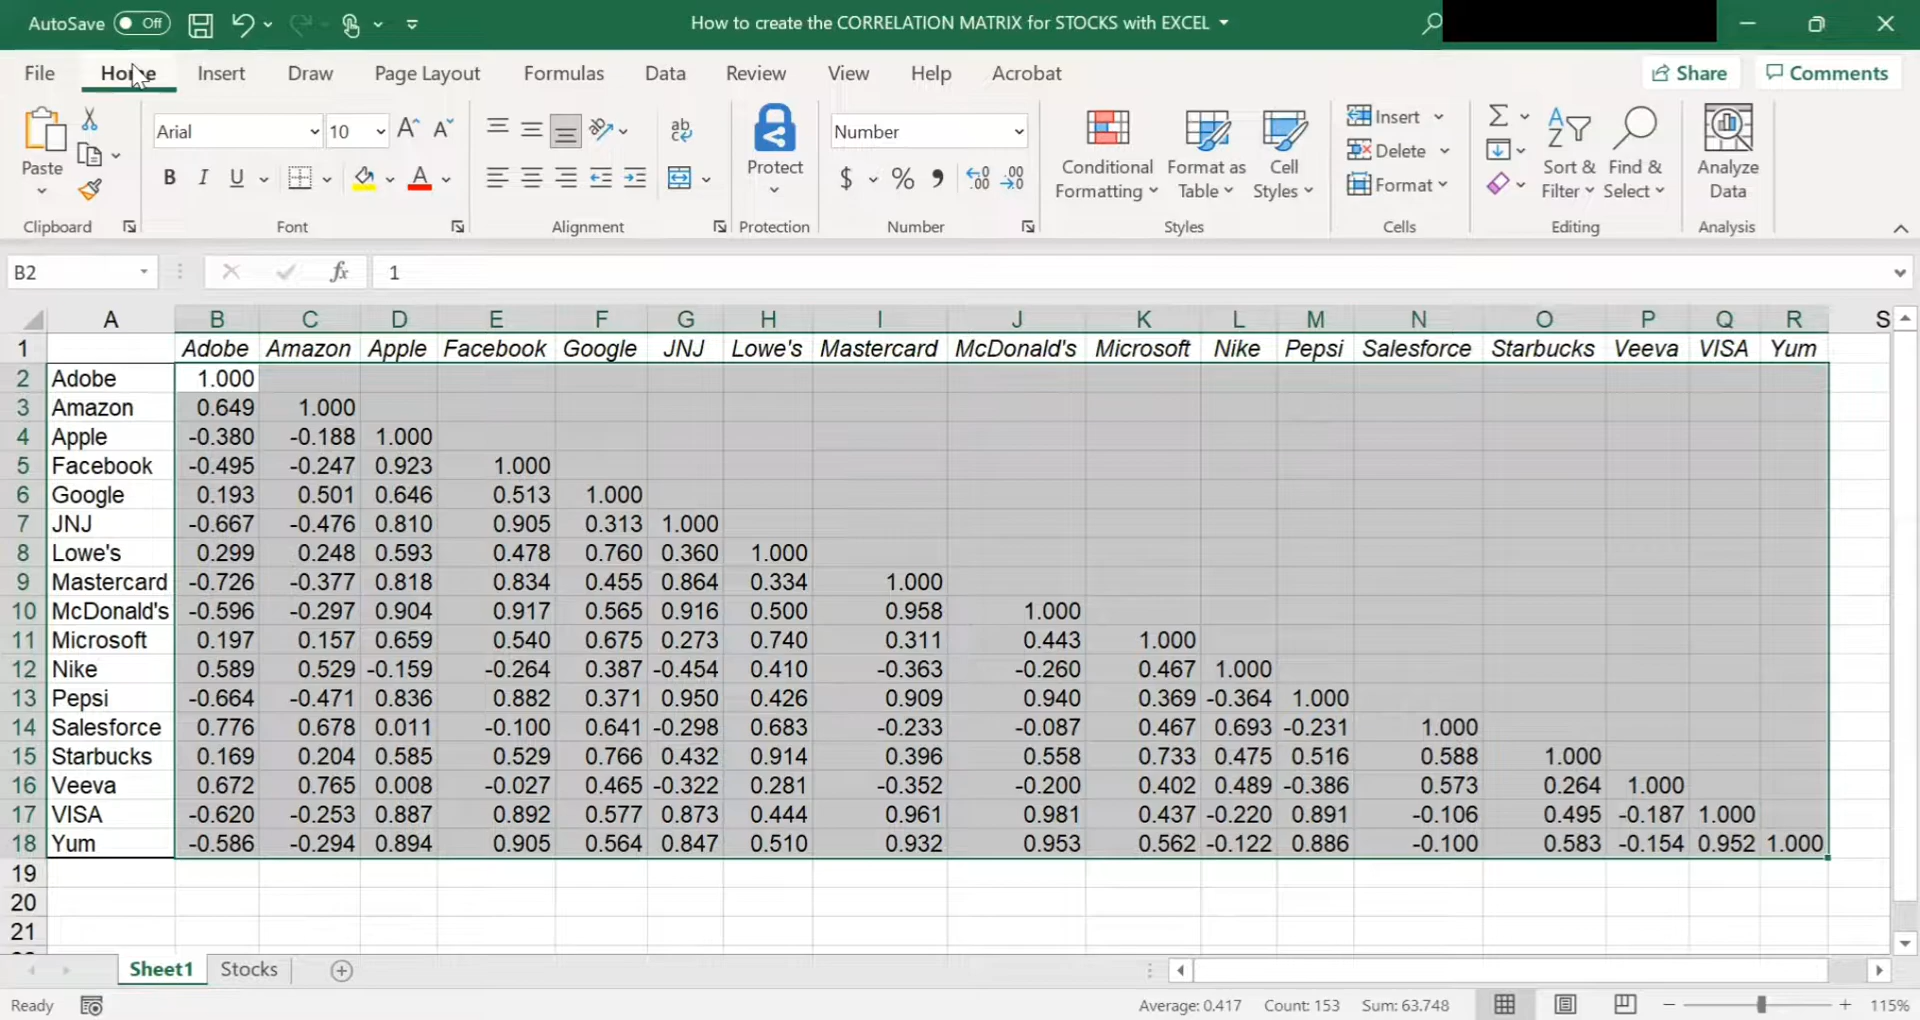 AutoSave Off How to create the CORRELATION MATRIX for STOCKS with EXCEL
File Home Insert Draw Page Layout Formulas Data Review View Help Acrobat Share Comments
Arial 10 Number
Paste Protect Conditional Formatting Format as Table Cell Styles Insert Delete Format Sort & Filter Find & Select Analyze Data
Clipboard Font Alignment Protection Number Styles Cells Editing Analysis
B2 fx 1
A B C D E F G H I J K L M N O P Q R S
1 Adobe Amazon Apple Facebook Google JNJ Lowe's Mastercard McDonald's Microsoft Nike Pepsi Salesforce Starbucks Veeva VISA Yum
2 Adobe 1.000
3 Amazon 0.649 1.000
4 Apple -0.380 -0.188 1.000
5 Facebook -0.495 -0.247 0.923 1.000
6 Google 0.193 0.501 0.646 0.513 1.000
7 JNJ -0.667 -0.476 0.810 0.905 0.313 1.000
8 Lowe's 0.299 0.248 0.593 0.478 0.760 0.360 1.000
9 Mastercard -0.726 -0.377 0.818 0.834 0.455 0.864 0.334 1.000
10 McDonald's -0.596 -0.297 0.904 0.917 0.565 0.916 0.500 0.958 1.000
11 Microsoft 0.197 0.157 0.659 0.540 0.675 0.273 0.740 0.311 0.443 1.000
12 Nike 0.589 0.529 -0.159 -0.264 0.387 -0.454 0.410 -0.363 -0.260 0.467 1.000
13 Pepsi -0.664 -0.471 0.836 0.882 0.371 0.950 0.426 0.909 0.940 0.369 -0.364 1.000
14 Salesforce 0.776 0.678 0.011 -0.100 0.641 -0.298 0.683 -0.233 -0.087 0.467 0.693 -0.231 1.000
15 Starbucks 0.169 0.204 0.585 0.529 0.766 0.432 0.914 0.396 0.558 0.733 0.475 0.516 0.588 1.000
16 Veeva 0.672 0.765 0.008 -0.027 0.465 -0.322 0.281 -0.352 -0.200 0.402 0.489 -0.386 0.573 0.264 1.000
17 VISA -0.620 -0.253 0.887 0.892 0.577 0.873 0.444 0.961 0.981 0.437 -0.220 0.891 -0.106 0.495 -0.187 1.000
18 Yum -0.586 -0.294 0.894 0.905 0.564 0.847 0.510 0.932 0.953 0.562 -0.122 0.886 -0.100 0.583 -0.154 0.952 1.000
19
20
21
Sheet1 Stocks
Ready Average: 0.417 Count: 153 Sum: 63.748 115%